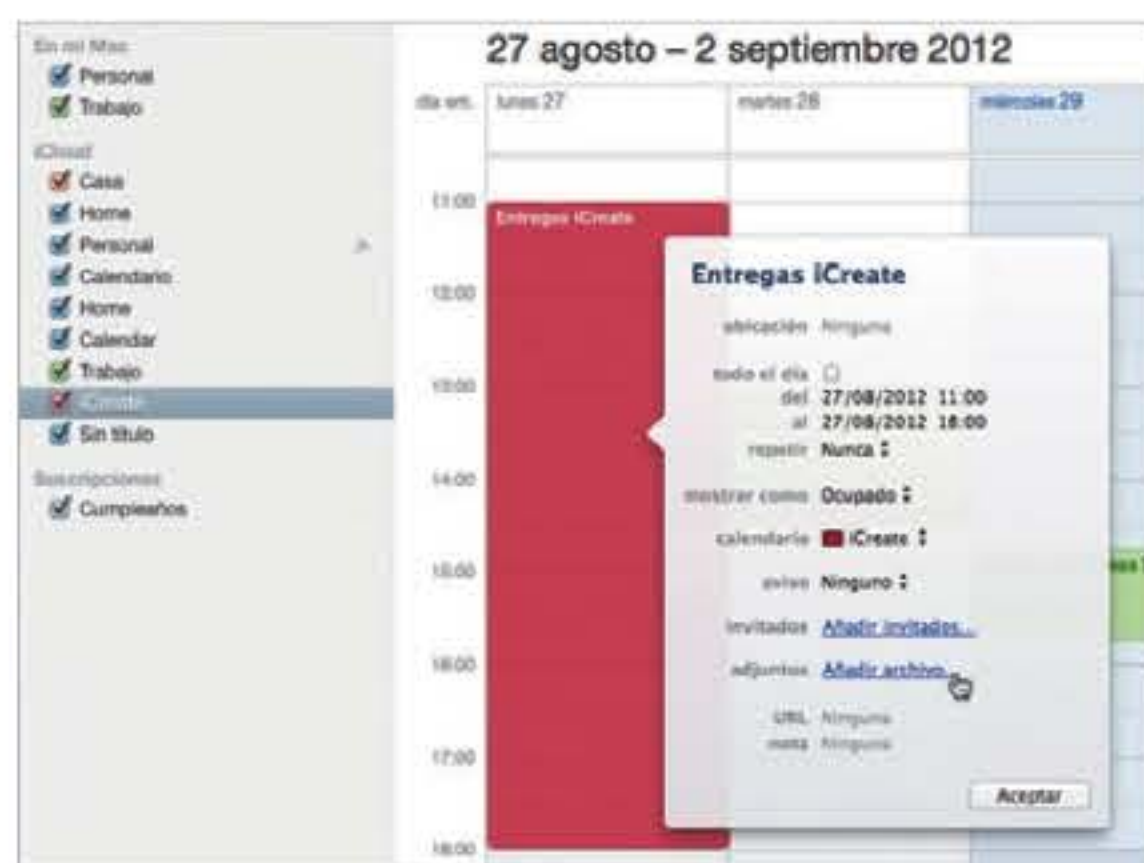 En mi Mac
Personal
Trabajo
iCloud
Casa
Home
Personal
Calendario
Home
Calendar
Trabajo
iCreate
Sin título
Suscripciones
Cumpleaños
27 agosto – 2 septiembre 2012
lunes 27
martes 28
miércoles 29
11:00
12:00
13:00
14:00
15:00
16:00
17:00
18:00
Entregas iCreate
Entregas iCreate
ubicación Ninguna
todo el día
del 27/08/2012 11:00
al 27/08/2012 18:00
repetir Nunca
mostrar como Ocupado
calendario iCreate
aviso Ninguno
invitados Añadir invitados...
adjuntos Añadir archivo...
URL Ninguna
nota Ninguna
Aceptar